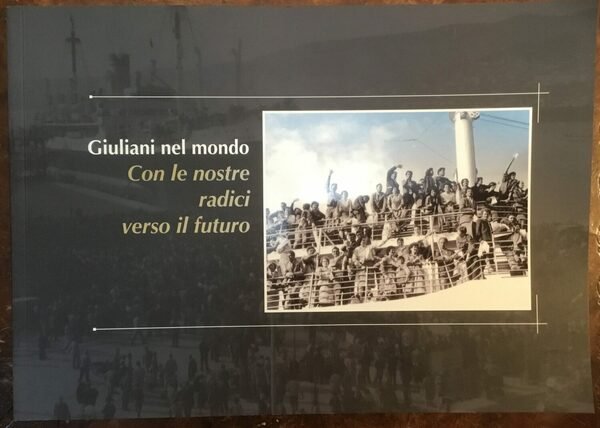 Giuliani nel mondo
Con le nostre
radici
verso il futuro